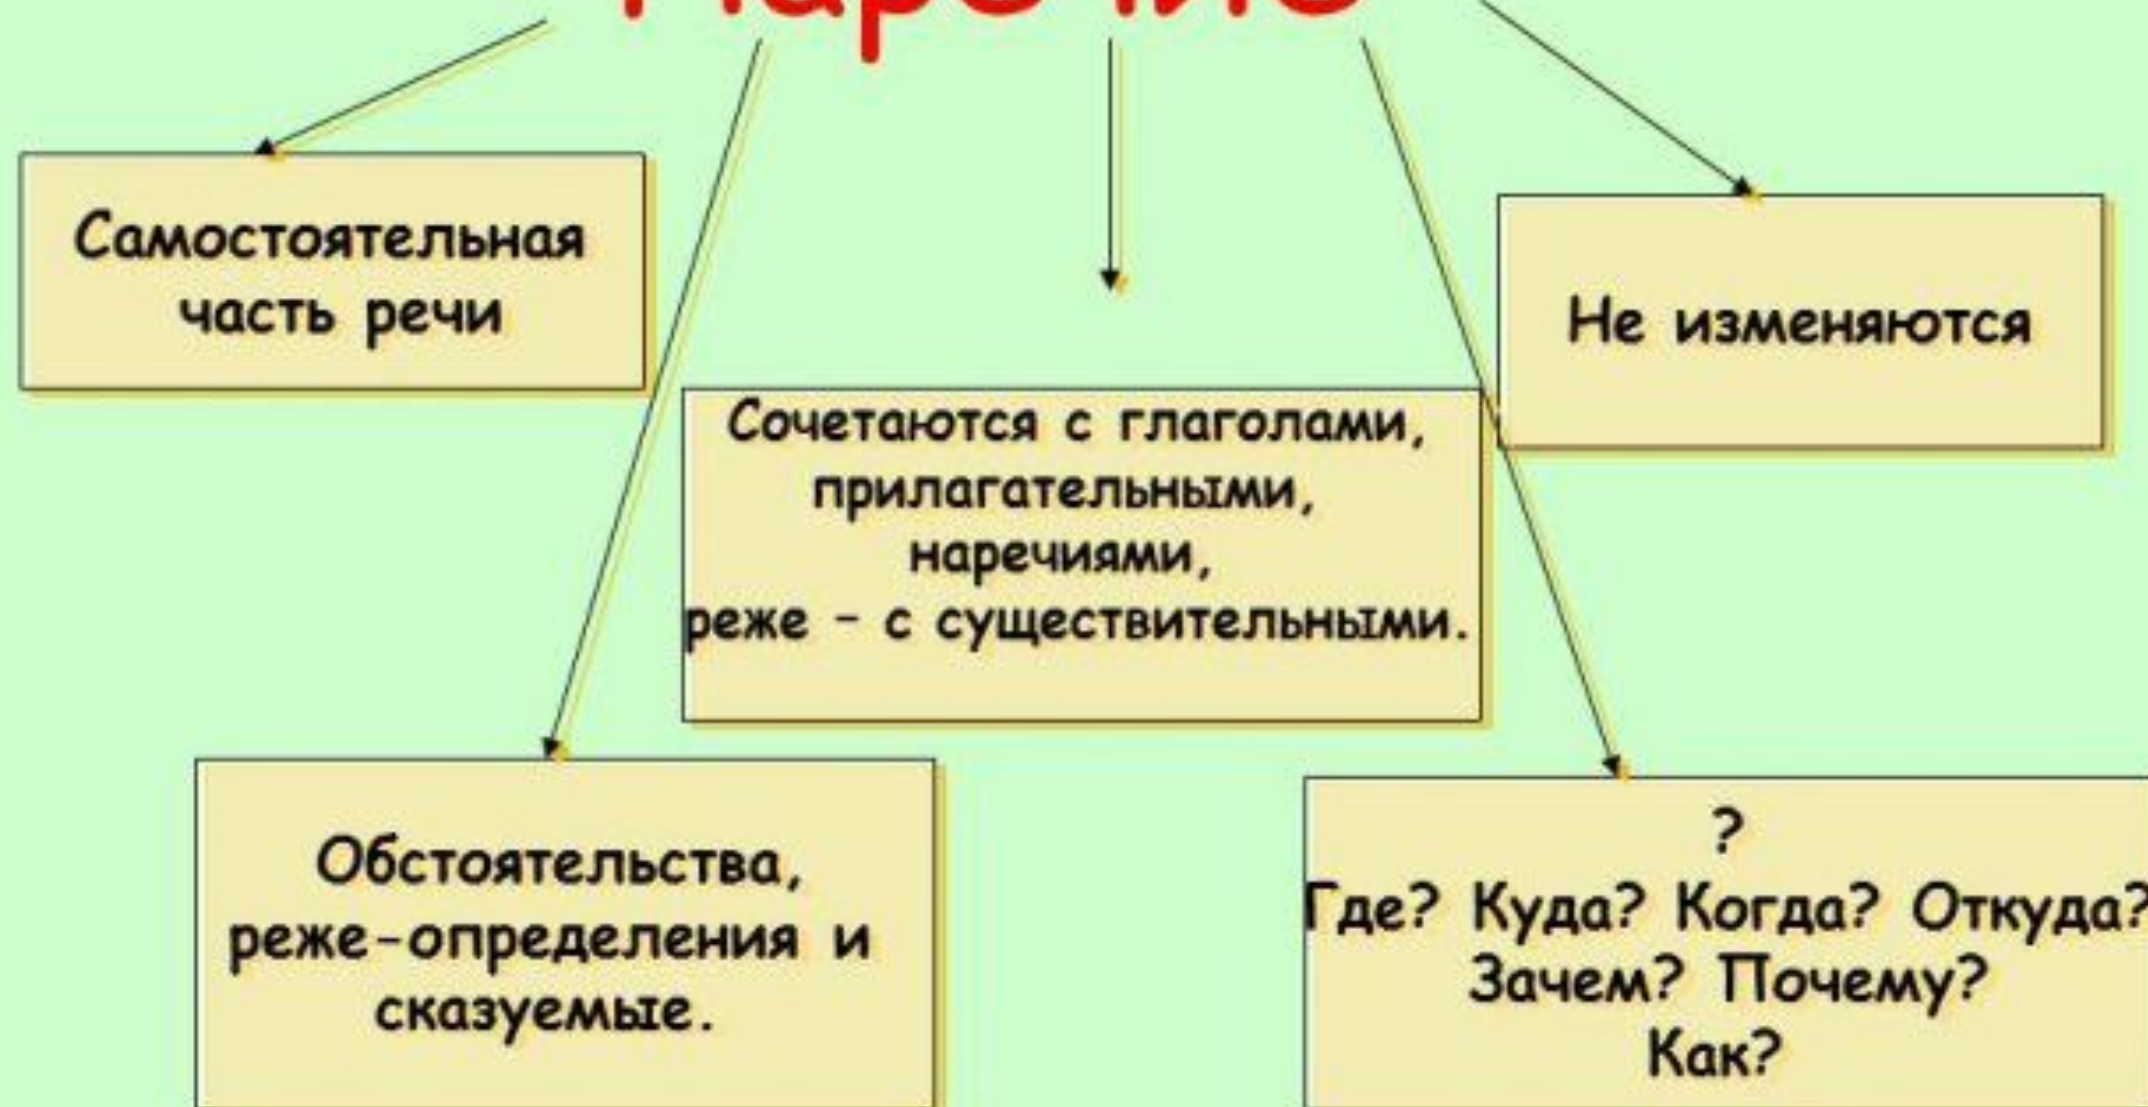 Наречие
Самостоятельная
часть речи
Не изменяются
Сочетаются с глаголами,
прилагательными,
наречиями,
реже - с существительными.
Обстоятельства,
реже-определения и
сказуемые.
?
Где? Куда? Когда? Откуда?
Зачем? Почему?
Как?